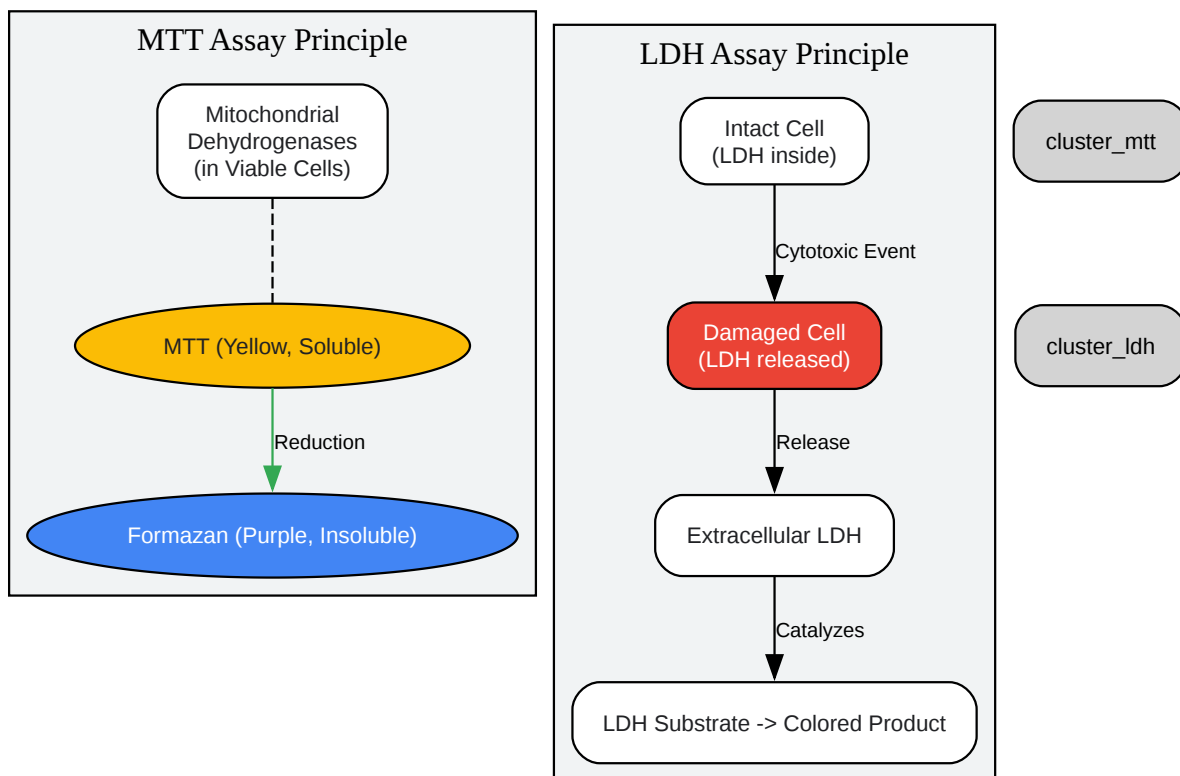 MTT Assay Principle
Mitochondrial
Dehydrogenases
(in Viable Cells)
MTT (Yellow, Soluble)
Reduction
Formazan (Purple, Insoluble)
LDH Assay Principle
Intact Cell
(LDH inside)
Cytotoxic Event
Damaged Cell
(LDH released)
Release
Extracellular LDH
Catalyzes
LDH Substrate -> Colored Product
cluster_mtt
cluster_ldh